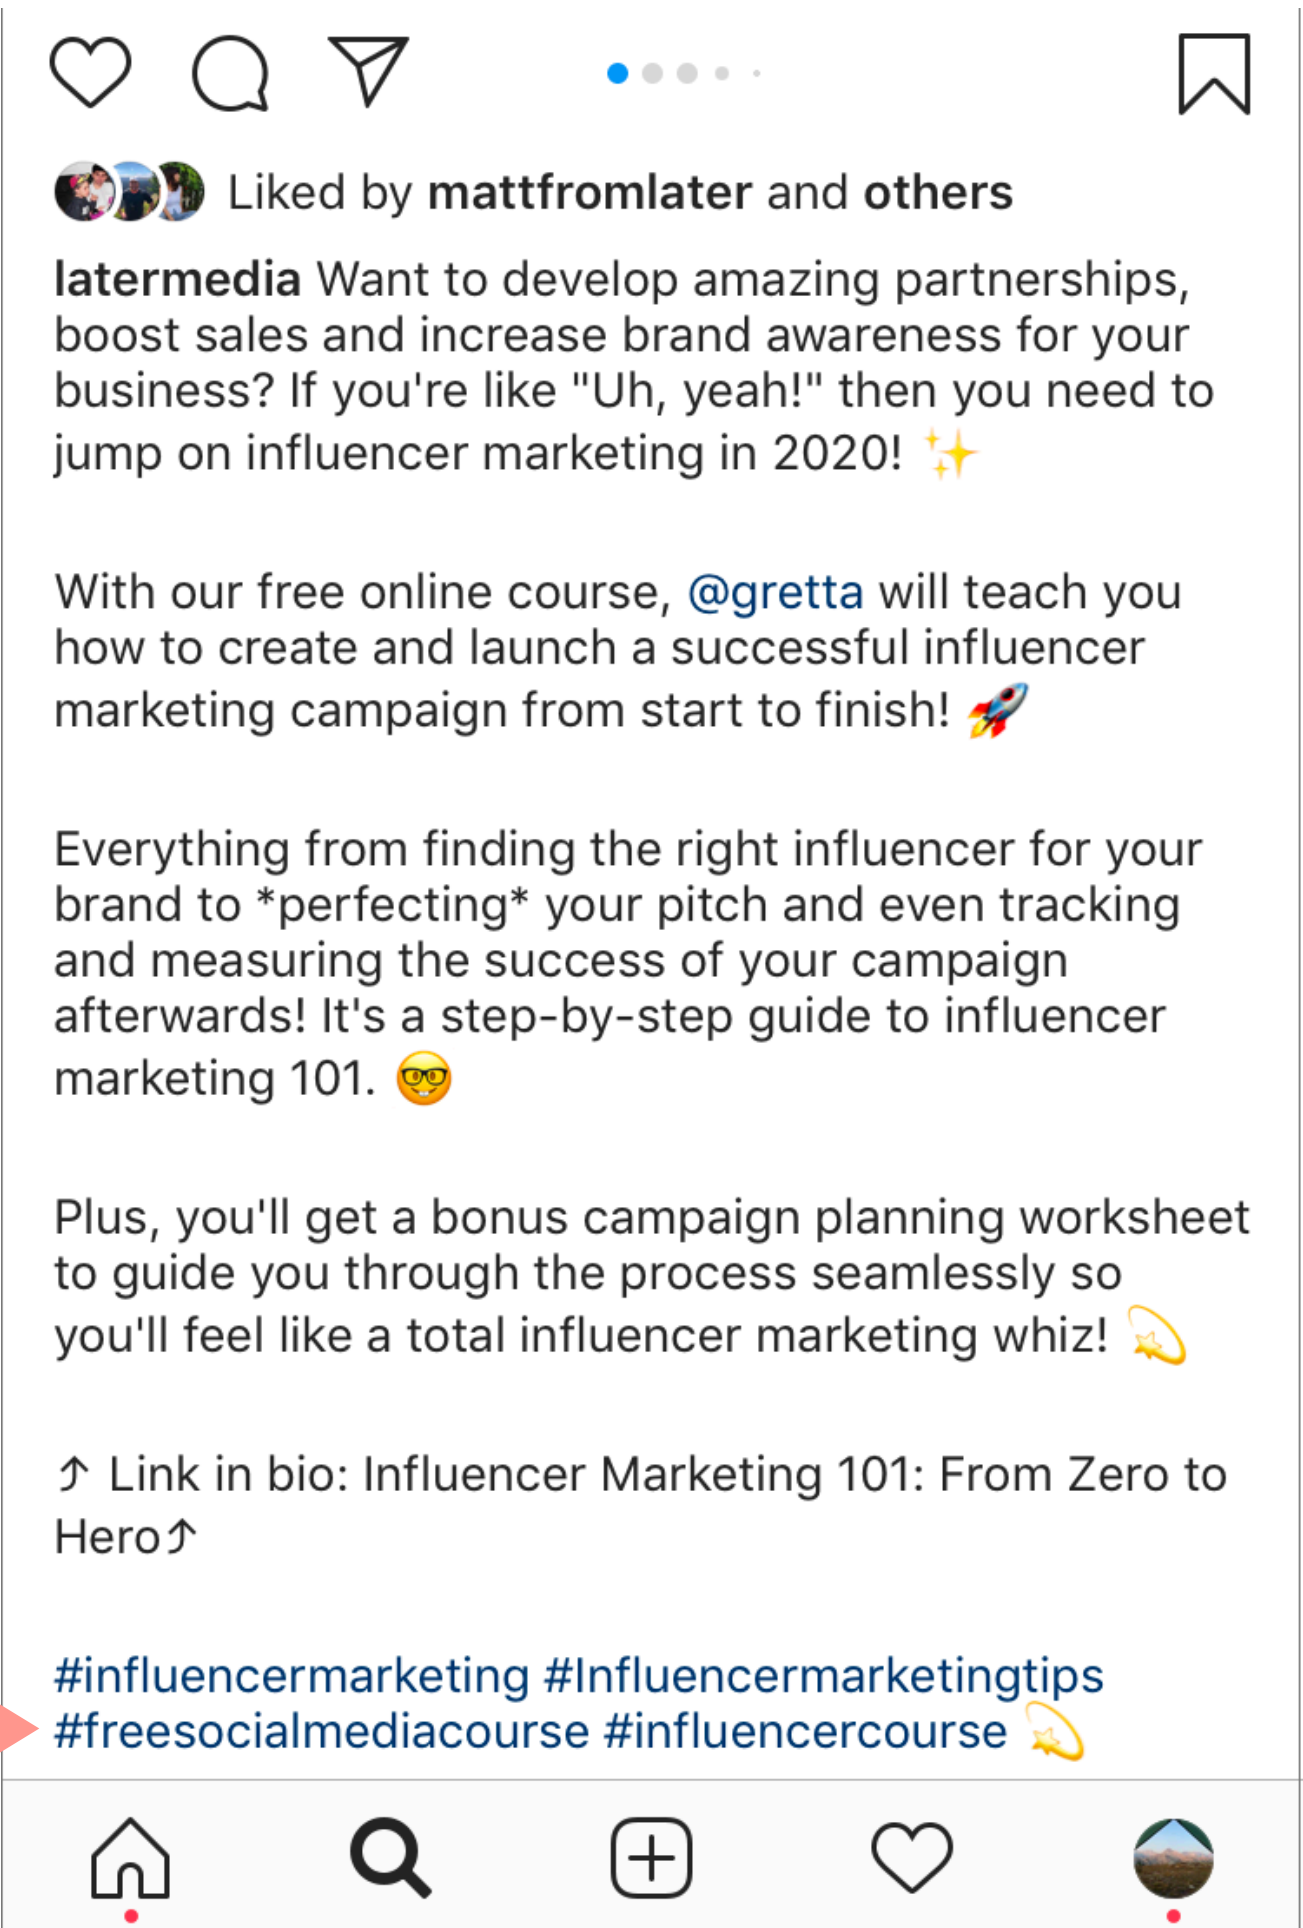 Liked by mattfromlater and others
latermedia Want to develop amazing partnerships,
boost sales and increase brand awareness for your
business? If you're like "Uh, yeah!" then you need to
jump on influencer marketing in 2020! ✨
With our free online course, @gretta will teach you
how to create and launch a successful influencer
marketing campaign from start to finish! 🚀
Everything from finding the right influencer for your
brand to *perfecting* your pitch and even tracking
and measuring the success of your campaign
afterwards! It's a step-by-step guide to influencer
marketing 101. 🤓
Plus, you'll get a bonus campaign planning worksheet
to guide you through the process seamlessly so
you'll feel like a total influencer marketing whiz! 💫
⤴ Link in bio: Influencer Marketing 101: From Zero to
Hero⤴
#influencermarketing #Influencermarketingtips
#freesocialmediacourse #influencercourse 💫